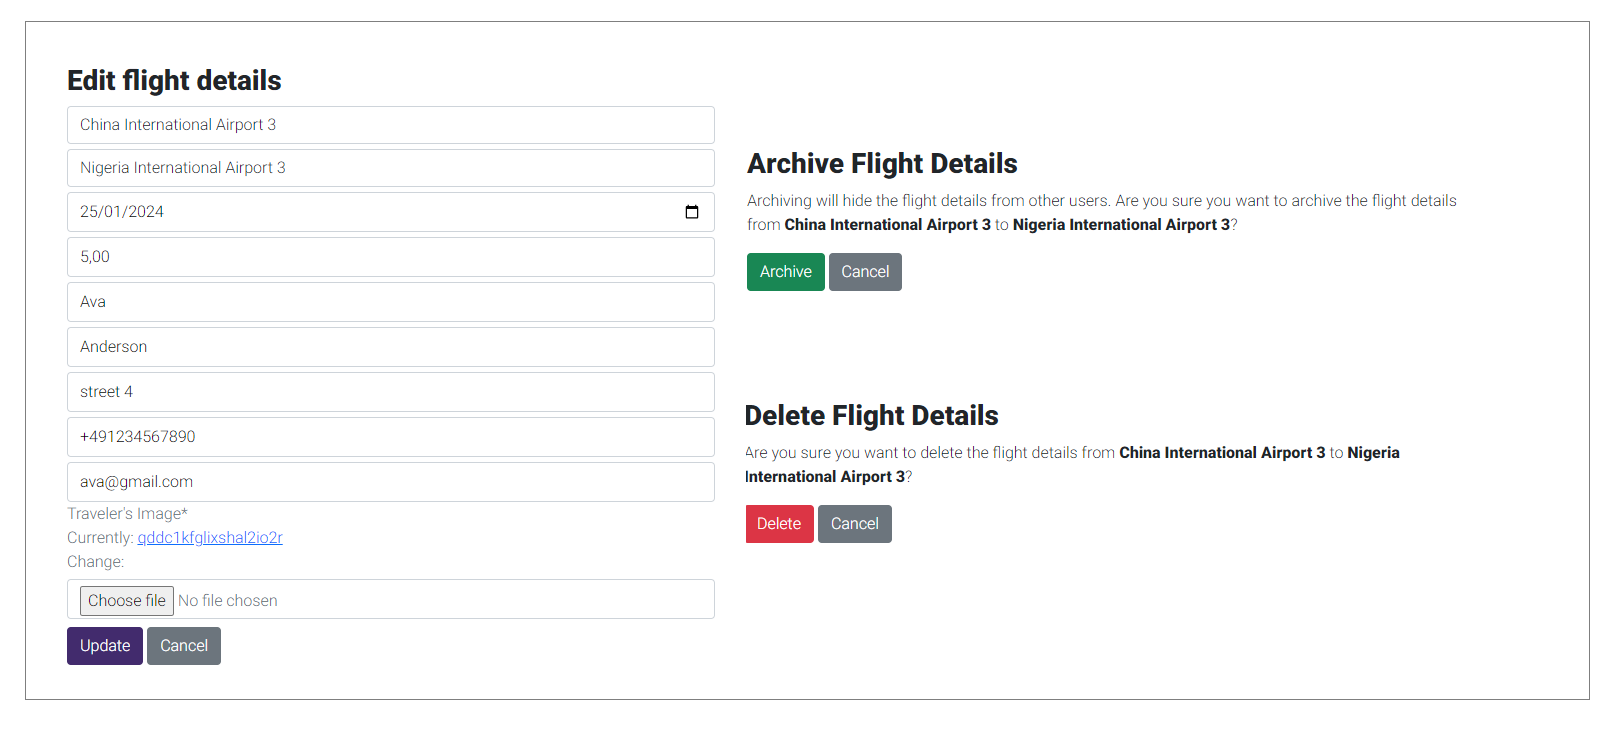 Edit flight details
China International Airport 3
Nigeria International Airport 3
25/01/2024
5,00
Ava
Anderson
street 4
+491234567890
ava@gmail.com
Traveler's Image*
Currently: qddc1kfglixshal2io2r
Change:
Choose file No file chosen
Update Cancel
Archive Flight Details
Archiving will hide the flight details from other users. Are you sure you want to archive the flight details
from China International Airport 3 to Nigeria International Airport 3?
Archive Cancel
Delete Flight Details
Are you sure you want to delete the flight details from China International Airport 3 to Nigeria
International Airport 3?
Delete Cancel